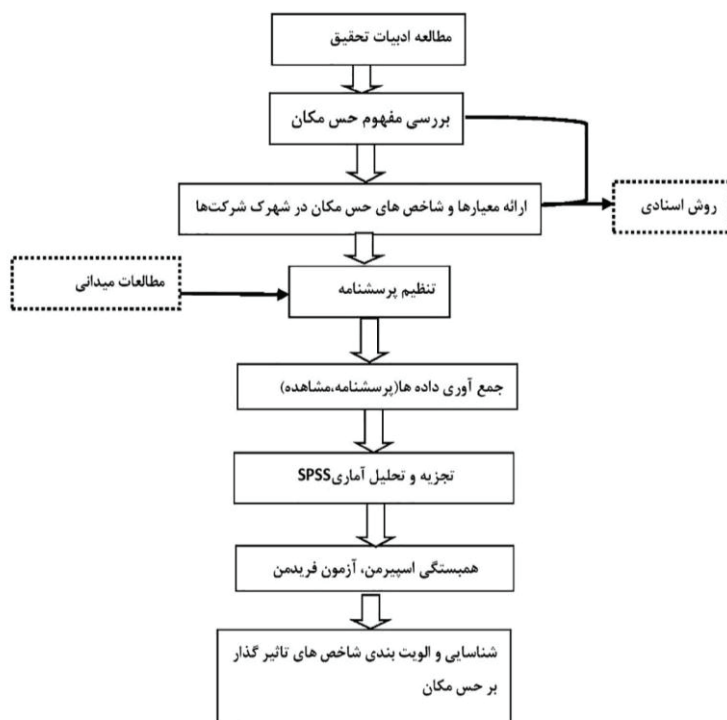 مطالعه ادبیات تحقیق
بررسی مفهوم حس مکان
ارائه معیارها و شاخص های حس مکان در شهرک شرکت‌ها
روش اسنادی
مطالعات میدانی
تنظیم پرسشنامه
جمع آوری داده ها(پرسشنامه،مشاهده)
تجزیه و تحلیل آماریSPSS
همبستگی اسپیرمن، آزمون فریدمن
شناسایی و الویت بندی شاخص های تاثیر گذار
بر حس مکان